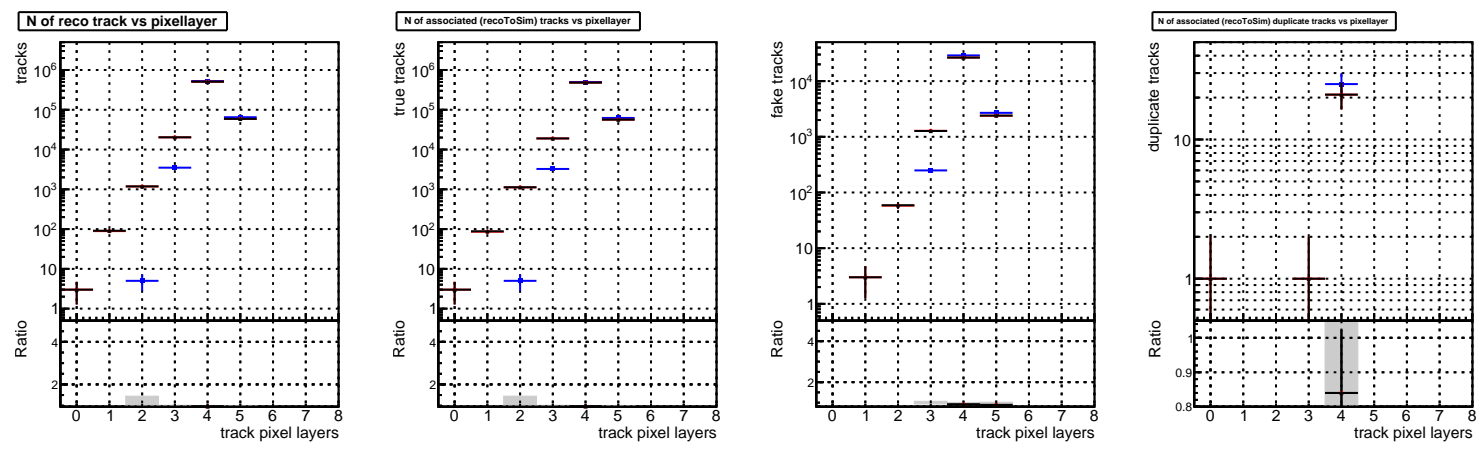 N of reco track vs pixellayer
tracks
10^6
10^5
10^4
10^3
10^2
10
1
Ratio
4
2
0 1 2 3 4 5 6 7 8
track pixel layers
N of associated (recoToSim) tracks vs pixellayer
true tracks
10^6
10^5
10^4
10^3
10^2
10
1
Ratio
4
2
0 1 2 3 4 5 6 7 8
track pixel layers
fake tracks
10^4
10^3
10^2
10
1
Ratio
4
2
0 1 2 3 4 5 6 7 8
track pixel layers
N of associated (recoToSim) duplicate tracks vs pixellayer
duplicate tracks
10
1
Ratio
1
0.9
0.8
0 1 2 3 4 5 6 7 8
track pixel layers